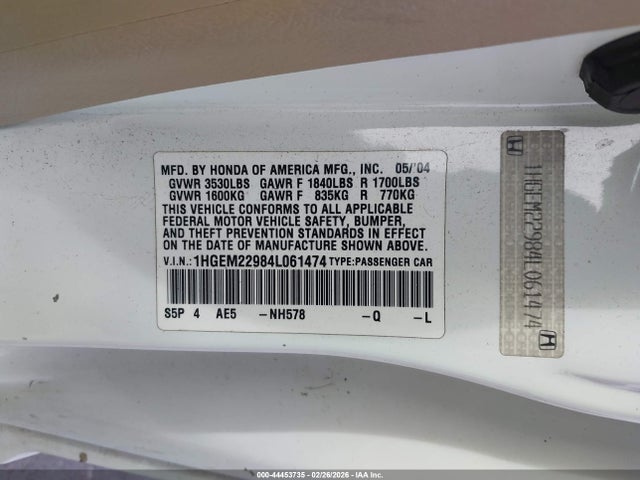 MFD. BY HONDA OF AMERICA MFG., INC. 05/'04
GVWR 3530LBS GAWR F 1840LBS R 1700LBS
GVWR 1600KG GAWR F 835KG R 770KG
THIS VEHICLE CONFORMS TO ALL APPLICABLE
FEDERAL MOTOR VEHICLE SAFETY, BUMPER,
AND THEFT PREVENTION STANDARDS IN EFFECT
ON THE DATE OF MANUFACTURE SHOWN ABOVE.
V.I.N.: 1HGEM22984L061474 TYPE:PASSENGER CAR
S5P 4 AE5 -NH578 -Q -L
1HGEM22984L061474
000-44453735 - 02/26/2026 - IAA Inc.